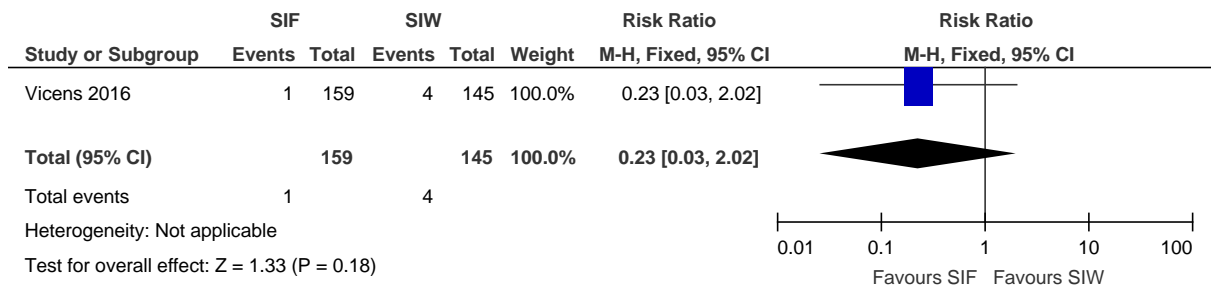 SIF SIW Risk Ratio Risk Ratio
Study or Subgroup Events Total Events Total Weight M-H, Fixed, 95% CI M-H, Fixed, 95% CI
Vicens 2016 1 159 4 145 100.0% 0.23 [0.03, 2.02]
Total (95% CI) 159 145 100.0% 0.23 [0.03, 2.02]
Total events 1 4
Heterogeneity: Not applicable
Test for overall effect: Z = 1.33 (P = 0.18)
0.01 0.1 1 10 100
Favours SIF Favours SIW